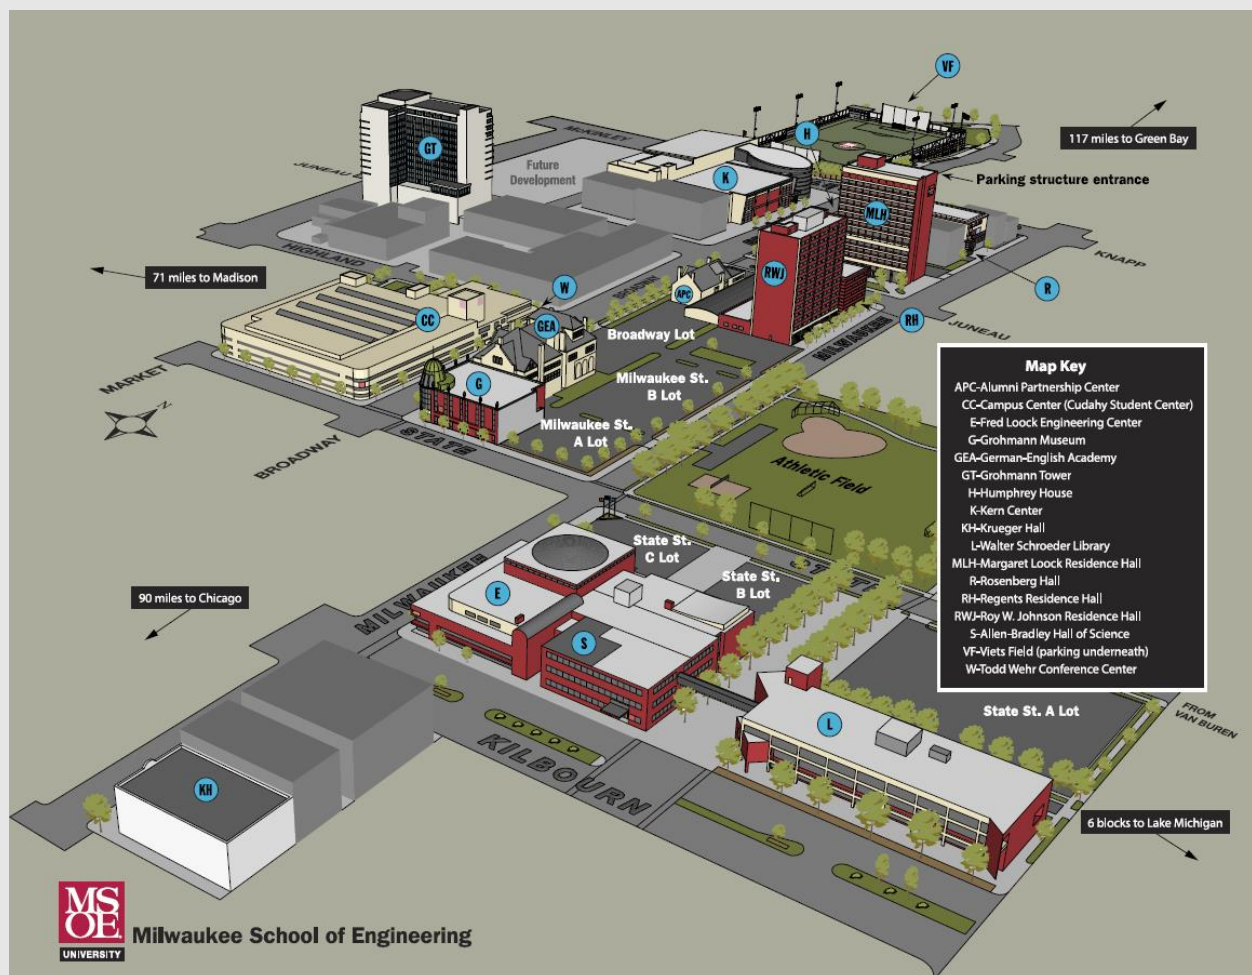 VF
117 miles to Green Bay
McKINLEY
H
GT
JUNEAU
Future
Development
K
Parking structure entrance
MLH
HIGHLAND
KNAPP
71 miles to Madison
RWJ
R
W
APC
CC
GEA
RH
JUNEAU
Broadway Lot
MILWAUKEE
MARKET
G
Milwaukee St.
B Lot
N
Milwaukee St.
A Lot
STATE
BROADWAY
Athletic Field
Map Key
APC-Alumni Partnership Center
CC-Campus Center (Cudahy Student Center)
E-Fred Loock Engineering Center
G-Grohmann Museum
GEA-German-English Academy
GT-Grohmann Tower
H-Humphrey House
K-Kern Center
KH-Krueger Hall
L-Walter Schroeder Library
MLH-Margaret Loock Residence Hall
R-Rosenberg Hall
RH-Regents Residence Hall
RWJ-Roy W. Johnson Residence Hall
S-Allen-Bradley Hall of Science
VF-Viets Field (parking underneath)
W-Todd Wehr Conference Center
State St.
C Lot
State St.
B Lot
STATE
MILWAUKEE
90 miles to Chicago
E
S
State St. A Lot
FROM
VAN BUREN
L
KILBOURN
KH
6 blocks to Lake Michigan
MS
OE
UNIVERSITY
Milwaukee School of Engineering